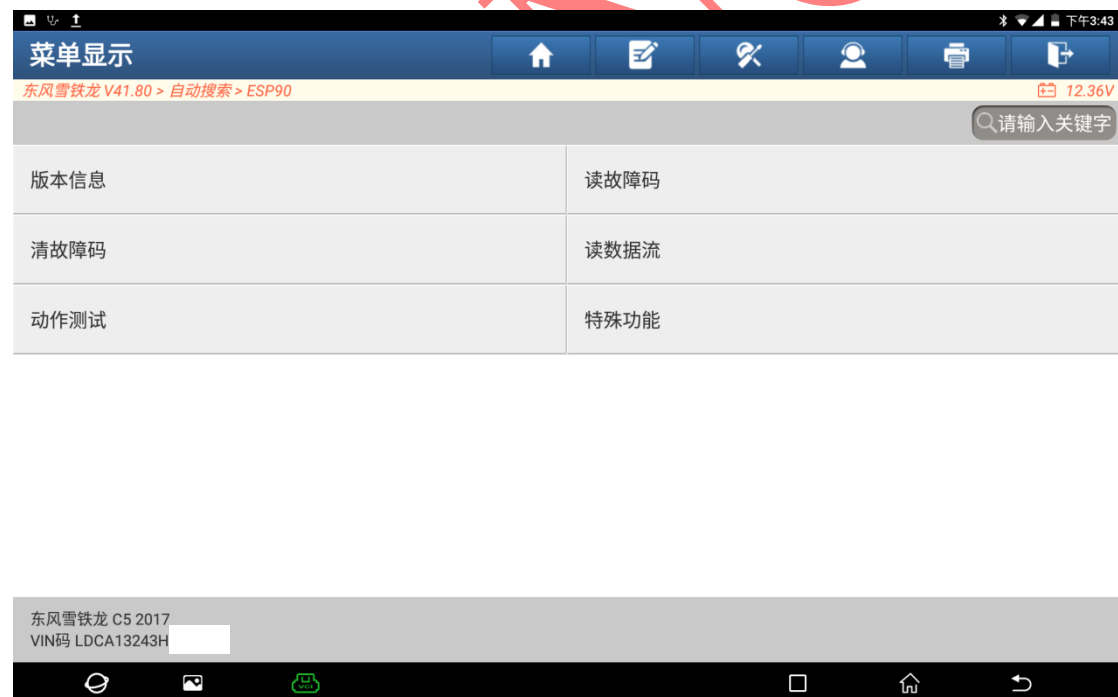 下午3:43
菜单显示
东风雪铁龙 V41.80 > 自动搜索 > ESP90
12.36V
请输入关键字
版本信息
读故障码
清故障码
读数据流
动作测试
特殊功能
东风雪铁龙 C5 2017
VIN码 LDCA13243H
VCI